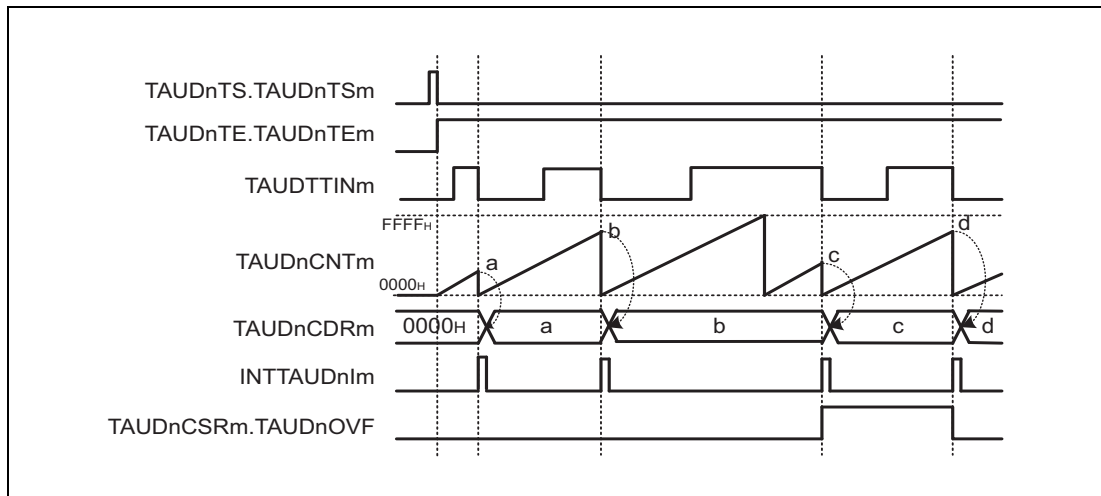 TAUDnTS.TAUDnTSm
TAUDnTE.TAUDnTEm
TAUDTTINm
FFFFH
TAUDnCNTm
0000H
a
b
c
d
TAUDnCDRm
0000H
a
b
c
d
INTTAUDnIm
TAUDnCSRm.TAUDnOVF